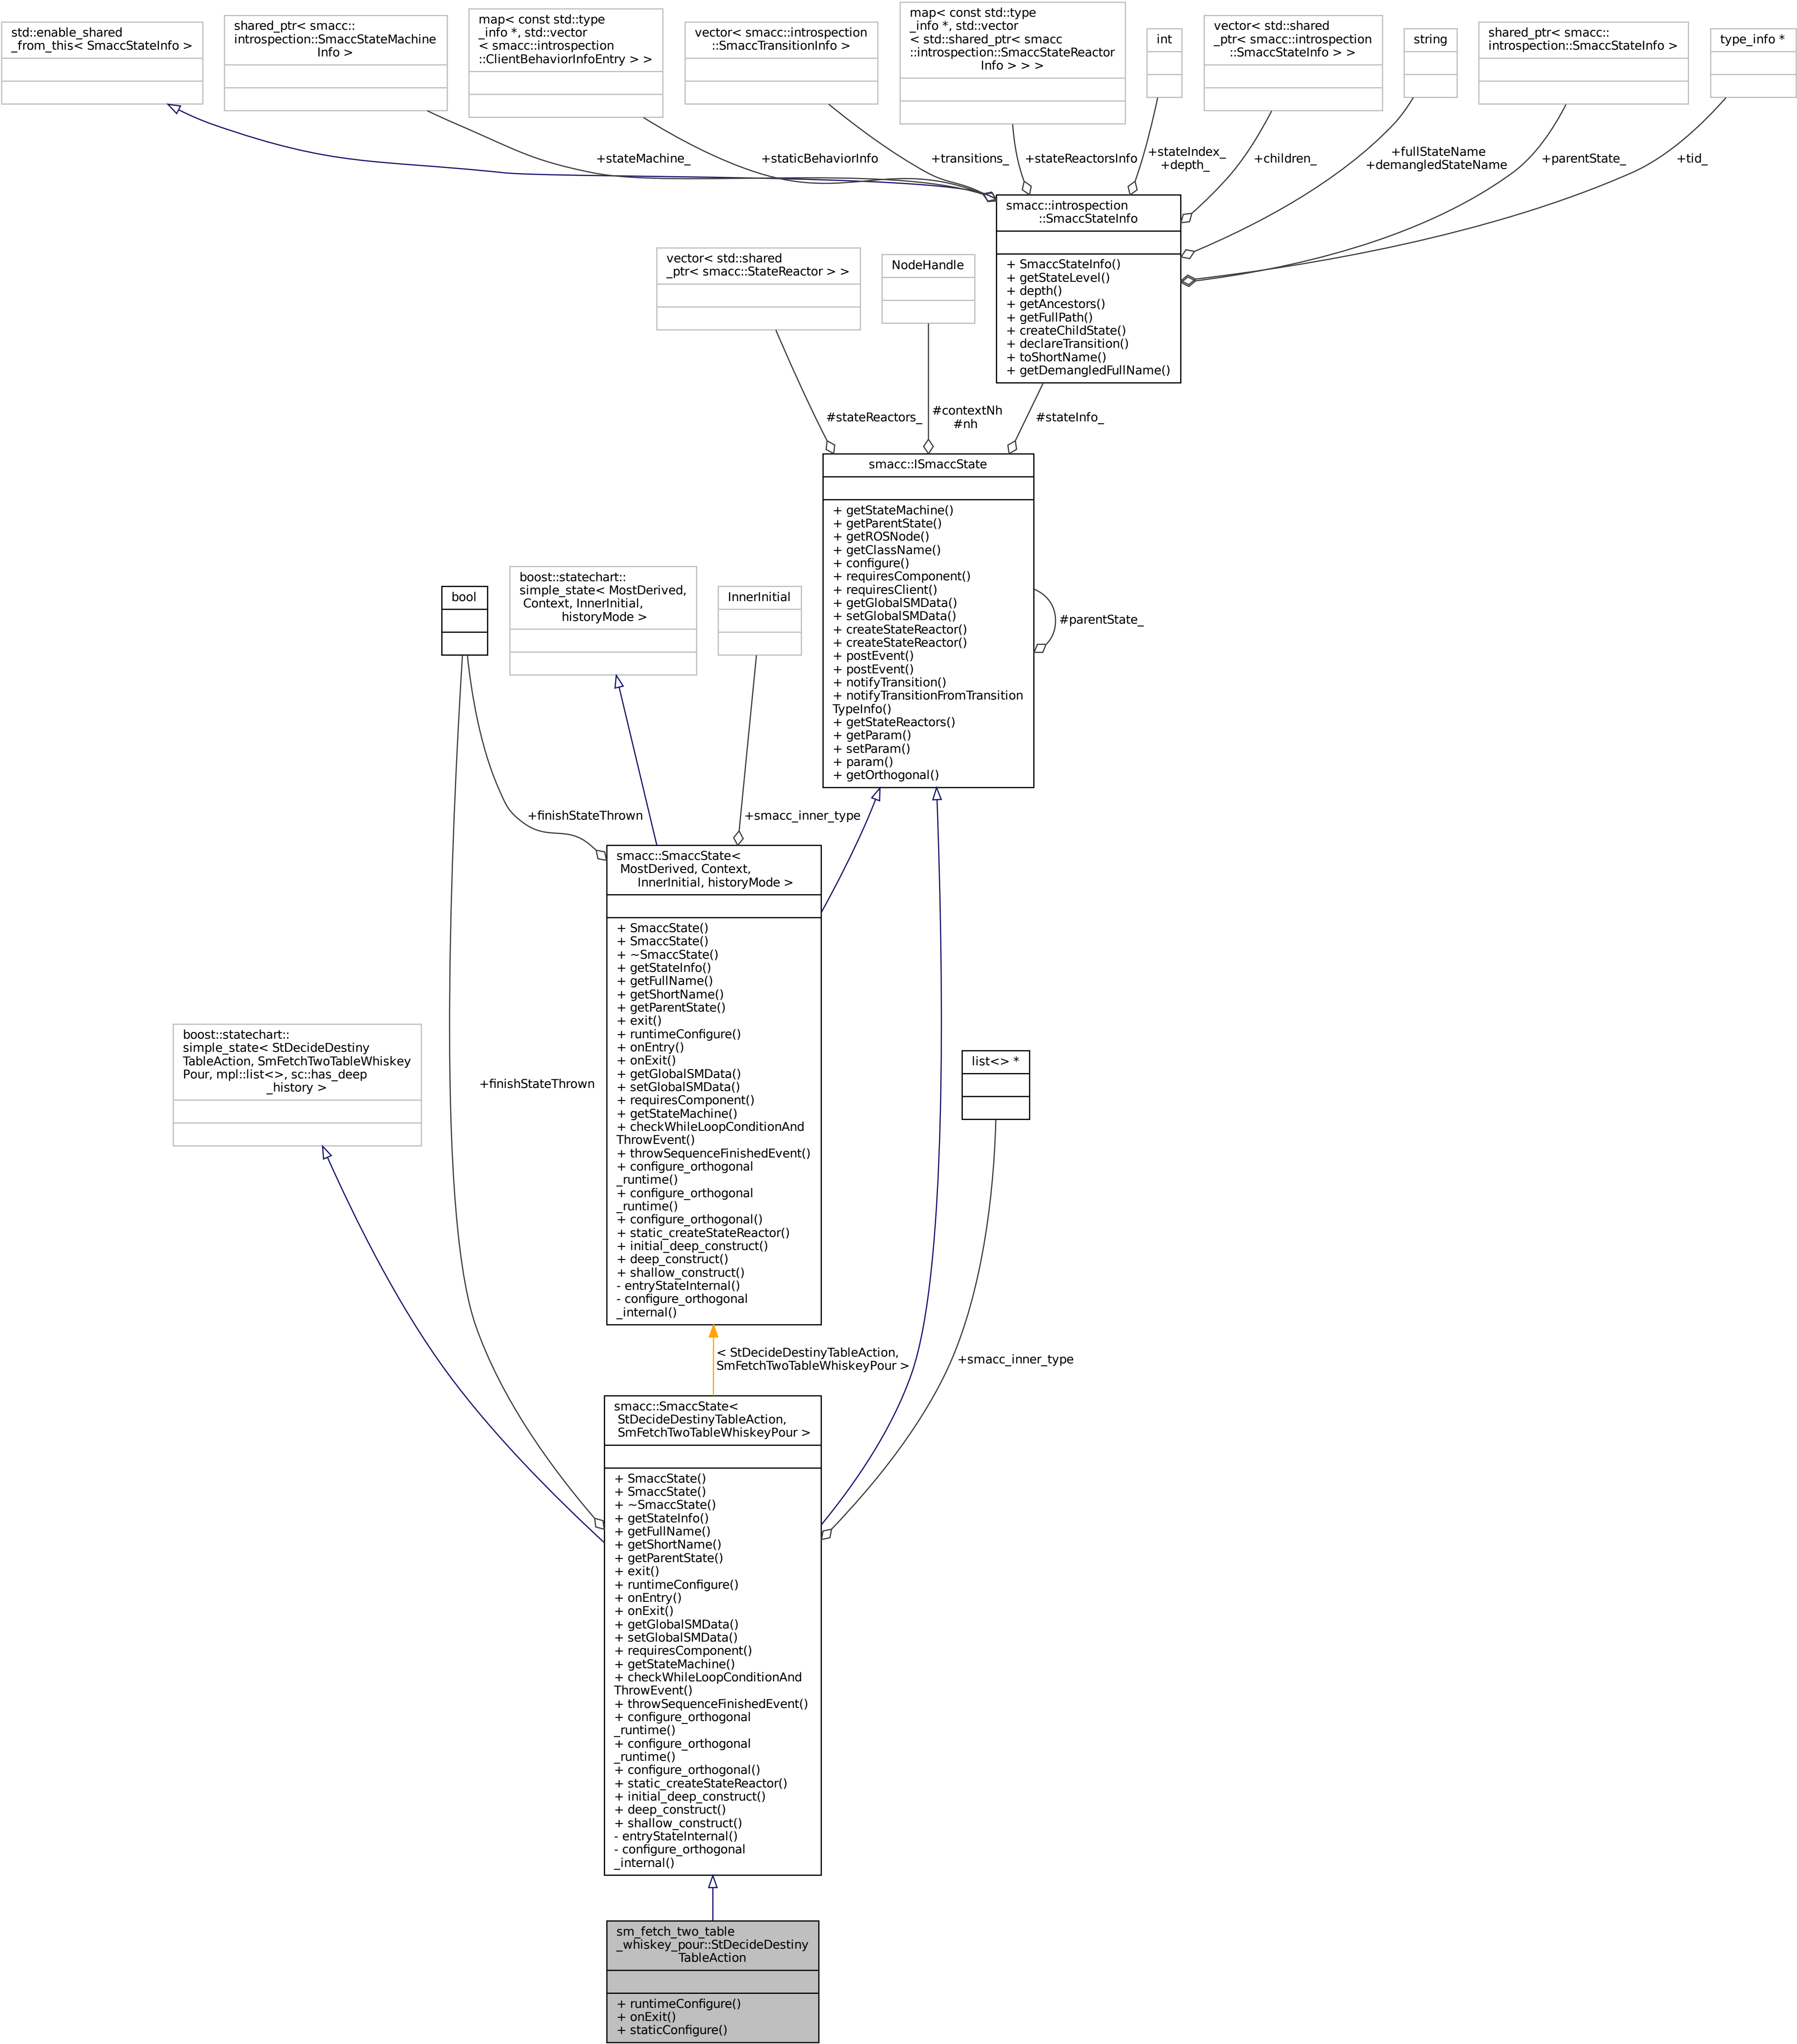 std::enable_shared
_from_this< SmaccStateInfo >
shared_ptr< smacc::
introspection::SmaccStateMachine
Info >
map< const std::type
_info *, std::vector
< smacc::introspection
::ClientBehaviorInfoEntry > >
vector< smacc::introspection
::SmaccTransitionInfo >
map< const std::type
_info *, std::vector
< std::shared_ptr< smacc
::introspection::SmaccStateReactor
Info > > >
int
vector< std::shared
_ptr< smacc::introspection
::SmaccStateInfo > >
string
shared_ptr< smacc::
introspection::SmaccStateInfo >
type_info *
+stateMachine_
+staticBehaviorInfo
+transitions_
+stateReactorsInfo
+stateIndex_
+depth_
+children_
+fullStateName
+demangledStateName
+parentState_
+tid_
smacc::introspection
::SmaccStateInfo
+ SmaccStateInfo()
+ getStateLevel()
+ depth()
+ getAncestors()
+ getFullPath()
+ createChildState()
+ declareTransition()
+ toShortName()
+ getDemangledFullName()
vector< std::shared
_ptr< smacc::StateReactor > >
NodeHandle
#stateReactors_
#contextNh
#nh
#stateInfo_
smacc::ISmaccState
+ getStateMachine()
+ getParentState()
+ getROSNode()
+ getClassName()
+ configure()
+ requiresComponent()
+ requiresClient()
+ getGlobalSMData()
+ setGlobalSMData()
+ createStateReactor()
+ createStateReactor()
+ postEvent()
+ postEvent()
+ notifyTransition()
+ notifyTransitionFromTransition
TypeInfo()
+ getStateReactors()
+ getParam()
+ setParam()
+ param()
+ getOrthogonal()
#parentState_
bool
boost::statechart::
simple_state< MostDerived,
Context, InnerInitial,
historyMode >
InnerInitial
+finishStateThrown
+smacc_inner_type
smacc::SmaccState<
MostDerived, Context,
InnerInitial, historyMode >
+ SmaccState()
+ SmaccState()
+ ~SmaccState()
+ getStateInfo()
+ getFullName()
+ getShortName()
+ getParentState()
+ exit()
+ runtimeConfigure()
+ onEntry()
+ onExit()
+ getGlobalSMData()
+ setGlobalSMData()
+ requiresComponent()
+ getStateMachine()
+ checkWhileLoopConditionAnd
ThrowEvent()
+ throwSequenceFinishedEvent()
+ configure_orthogonal
_runtime()
+ configure_orthogonal
_runtime()
+ configure_orthogonal()
+ static_createStateReactor()
+ initial_deep_construct()
+ deep_construct()
+ shallow_construct()
- entryStateInternal()
- configure_orthogonal
_internal()
boost::statechart::
simple_state< StDecideDestiny
TableAction, SmFetchTwoTableWhiskey
Pour, mpl::list<>, sc::has_deep
_history >
+finishStateThrown
list<> *
< StDecideDestinyTableAction,
SmFetchTwoTableWhiskeyPour >
+smacc_inner_type
smacc::SmaccState<
StDecideDestinyTableAction,
SmFetchTwoTableWhiskeyPour >
+ SmaccState()
+ SmaccState()
+ ~SmaccState()
+ getStateInfo()
+ getFullName()
+ getShortName()
+ getParentState()
+ exit()
+ runtimeConfigure()
+ onEntry()
+ onExit()
+ getGlobalSMData()
+ setGlobalSMData()
+ requiresComponent()
+ getStateMachine()
+ checkWhileLoopConditionAnd
ThrowEvent()
+ throwSequenceFinishedEvent()
+ configure_orthogonal
_runtime()
+ configure_orthogonal
_runtime()
+ configure_orthogonal()
+ static_createStateReactor()
+ initial_deep_construct()
+ deep_construct()
+ shallow_construct()
- entryStateInternal()
- configure_orthogonal
_internal()
sm_fetch_two_table
_whiskey_pour::StDecideDestiny
TableAction
+ runtimeConfigure()
+ onExit()
+ staticConfigure()